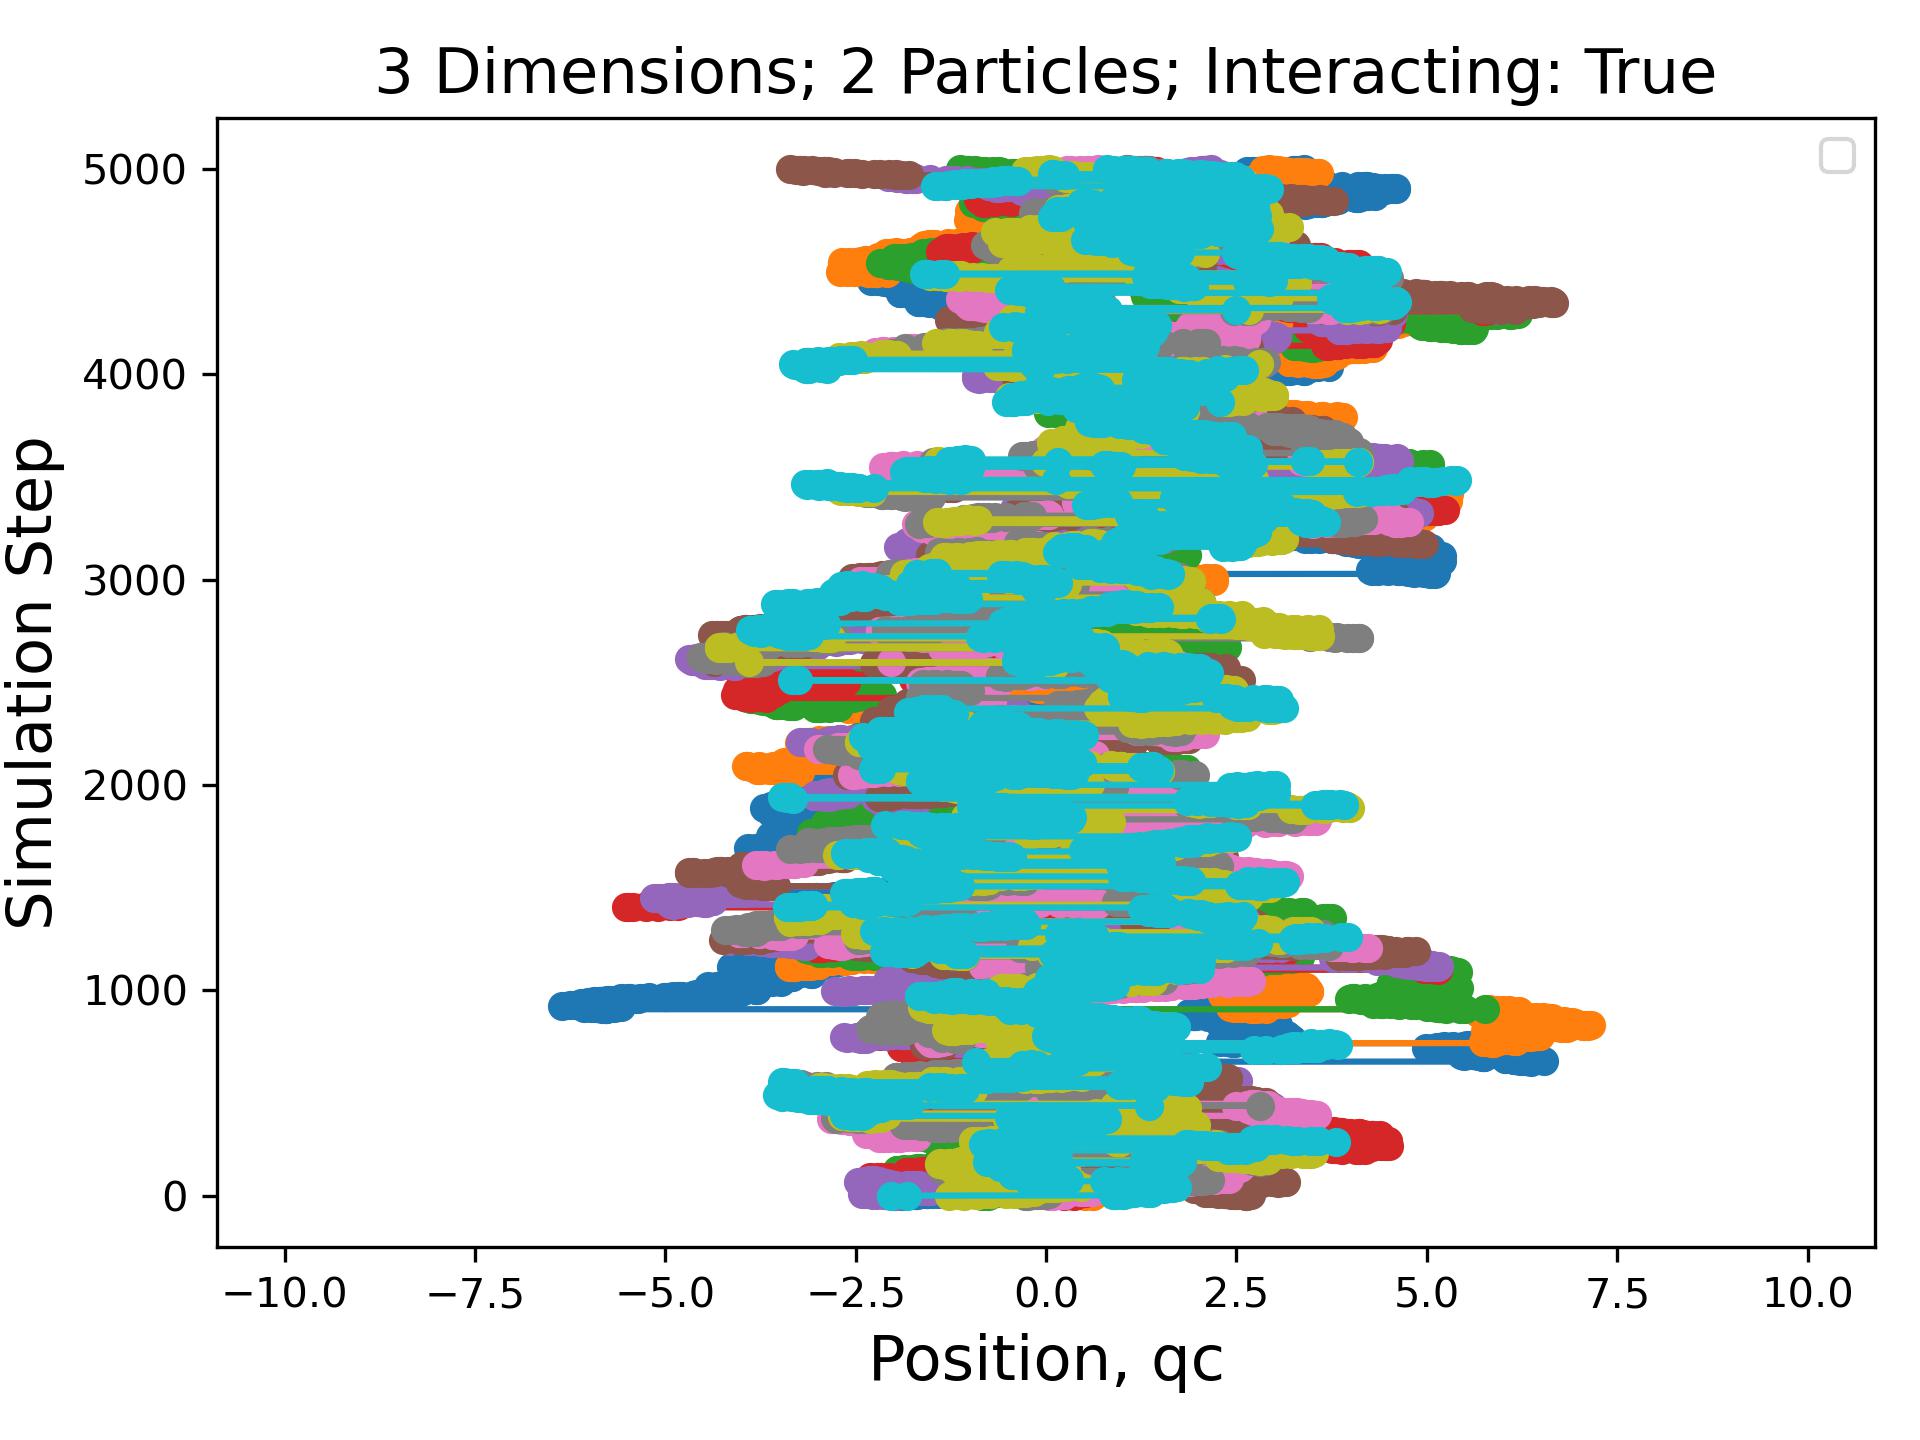 3 Dimensions; 2 Particles; Interacting: True
5000
4000
3000
2000
1000
0
Simulation Step
−10.0 −7.5 −5.0 −2.5 0.0 2.5 5.0 7.5 10.0
Position, qc